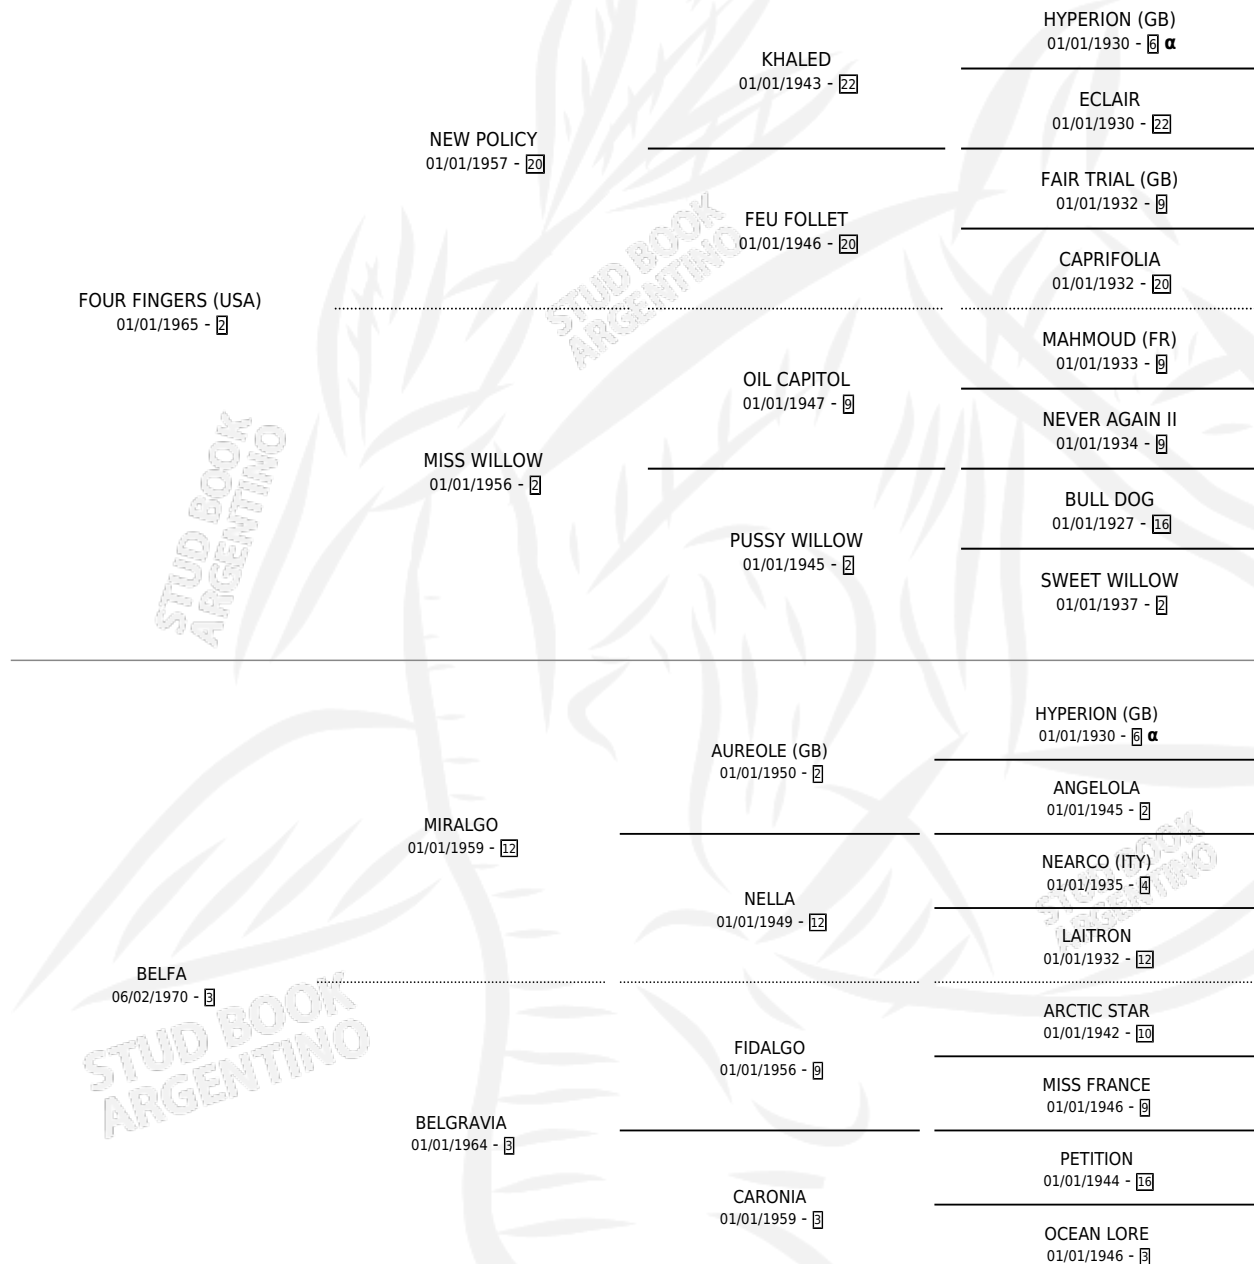 HYPERION (GB)
01/01/1930 - 6 α
KHALED
01/01/1943 - 22
ECLAIR
01/01/1930 - 22
NEW POLICY
01/01/1957 - 20
FAIR TRIAL (GB)
01/01/1932 - 9
FEU FOLLET
01/01/1946 - 20
CAPRIFOLIA
01/01/1932 - 20
FOUR FINGERS (USA)
01/01/1965 - 2
MAHMOUD (FR)
01/01/1933 - 9
OIL CAPITOL
01/01/1947 - 9
NEVER AGAIN II
01/01/1934 - 9
MISS WILLOW
01/01/1956 - 2
BULL DOG
01/01/1927 - 16
PUSSY WILLOW
01/01/1945 - 2
SWEET WILLOW
01/01/1937 - 2
HYPERION (GB)
01/01/1930 - 6 α
AUREOLE (GB)
01/01/1950 - 2
ANGELOLA
01/01/1945 - 2
MIRALGO
01/01/1959 - 12
NEARCO (ITY)
01/01/1935 - 4
NELLA
01/01/1949 - 12
LAITRON
01/01/1932 - 12
BELFA
06/02/1970 - 3
ARCTIC STAR
01/01/1942 - 10
FIDALGO
01/01/1956 - 9
MISS FRANCE
01/01/1946 - 9
BELGRAVIA
01/01/1964 - 3
PETITION
01/01/1944 - 16
CARONIA
01/01/1959 - 3
OCEAN LORE
01/01/1946 - 3
STUD BOOK
ARGENTINO
STUD BOOK
ARGENTINO
STUD BOOK
ARGENTINO
STUD BOOK
ARGENTINO